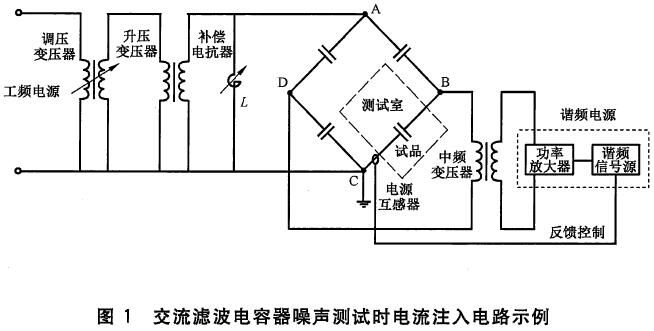 调压
变压器
升压
变压器
补偿
电抗器
工频电源
L
A
B
C
D
测试室
试品
电源
互感器
中频
变压器
谐频电源
功率
放大器
谐频
信号源
反馈控制
图 1 交流滤波电容器噪声测试时电流注入电路示例